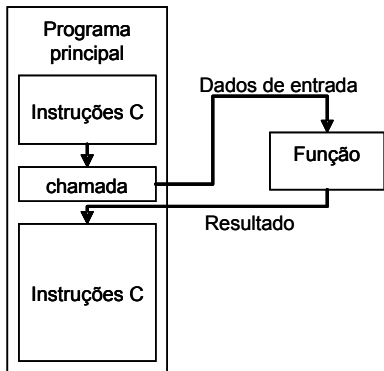 Programa
principal
Instruções C
Dados de entrada
Função
chamada
Resultado
Instruções C